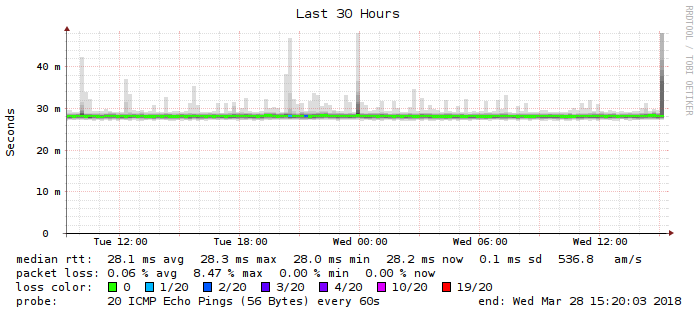 Last 30 Hours
RRDTOOL / TOBI OETIKER
Seconds
40 m
30 m
20 m
10 m
0
Tue 12:00 Tue 18:00 Wed 00:00 Wed 06:00 Wed 12:00
median rtt: 28.1 ms avg 28.3 ms max 28.0 ms min 28.2 ms now 0.1 ms sd 536.8 am/s
packet loss: 0.06 % avg 8.47 % max 0.00 % min 0.00 % now
loss color: 0 1/20 2/20 3/20 4/20 10/20 19/20
probe: 20 ICMP Echo Pings (56 Bytes) every 60s end: Wed Mar 28 15:20:03 2018